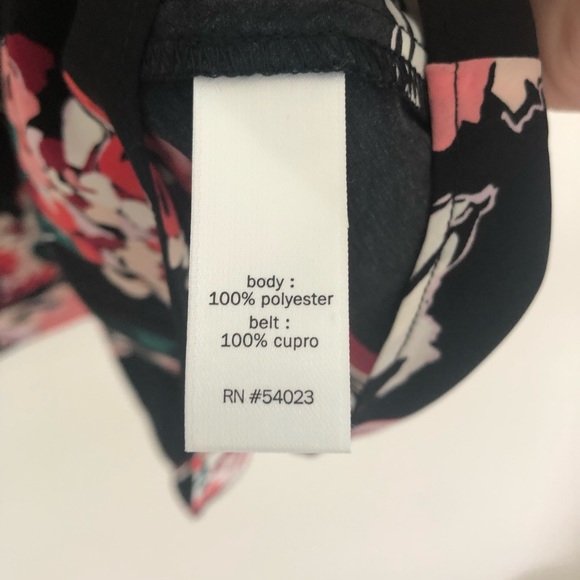 body :
100% polyester
belt :
100% cupro
RN #54023